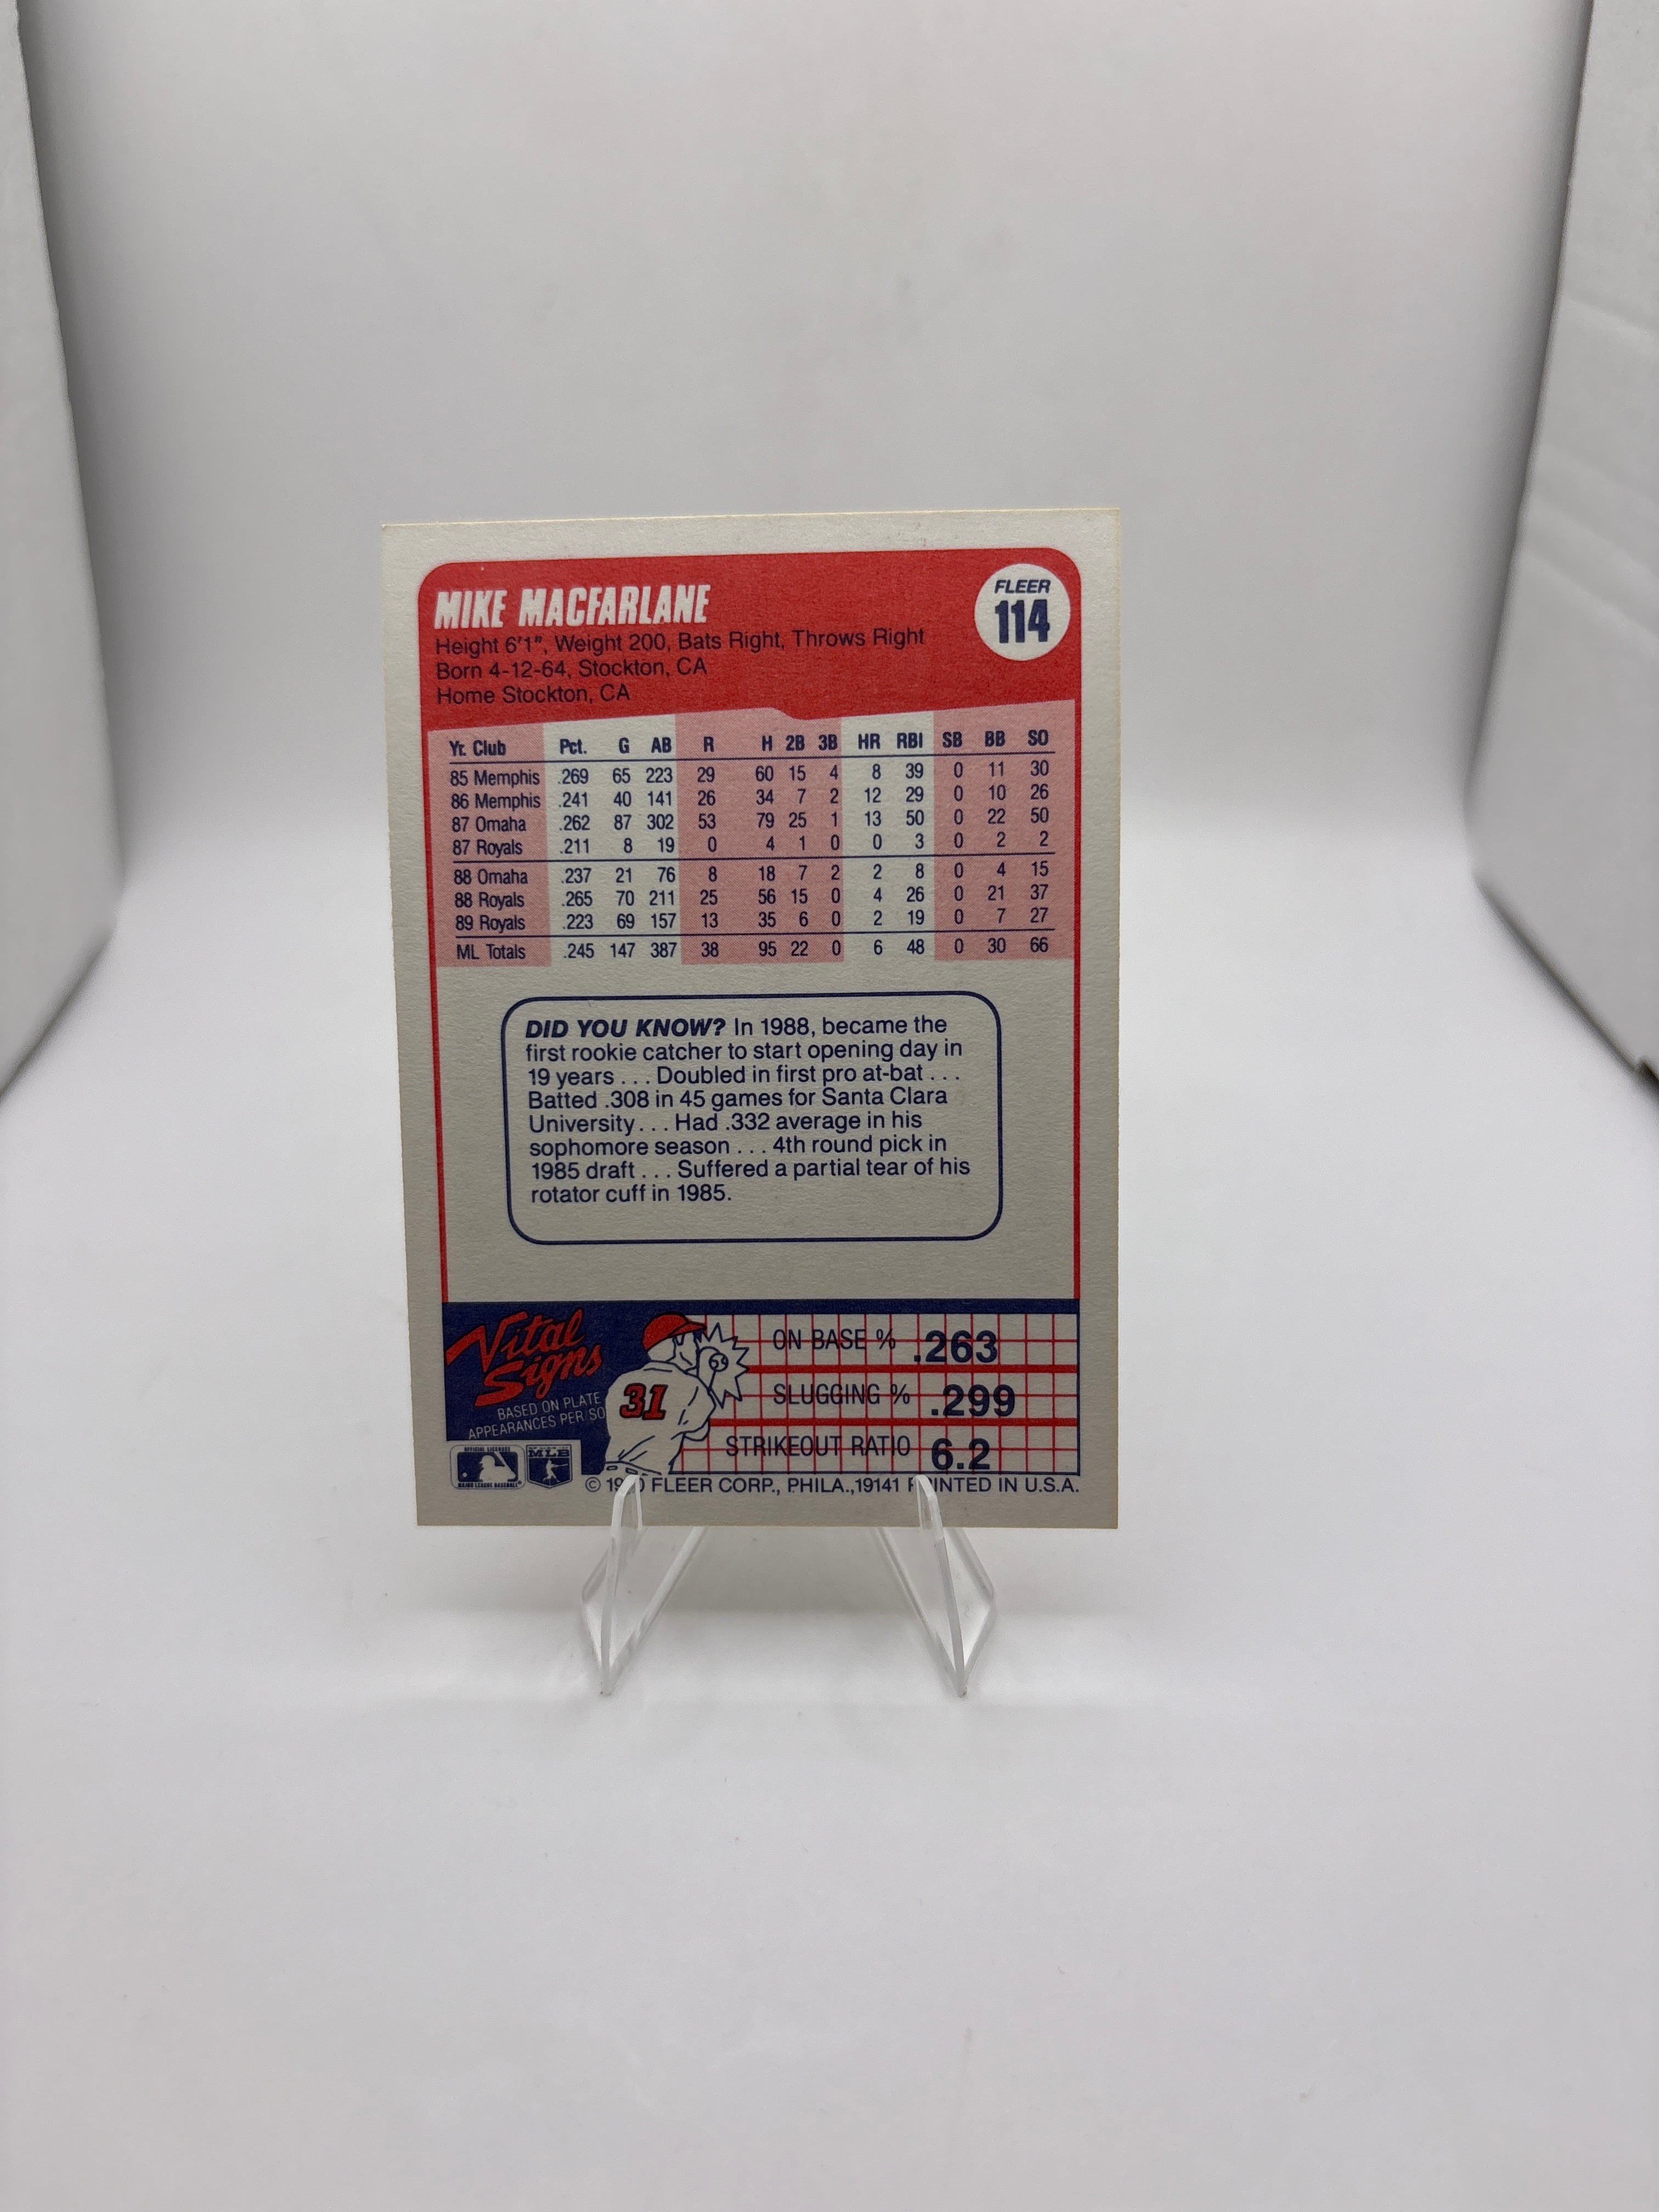 MIKE MACFARLANE
FLEER
114
Height 6'1", Weight 200, Bats Right, Throws Right
Born 4-12-64, Stockton, CA
Home Stockton, CA
Yr. Club Pct. G AB R H 2B 3B HR RBI SB BB SO
85 Memphis .269 65 223 29 60 15 4 8 39 0 11 30
86 Memphis .241 40 141 26 34 7 2 12 29 0 10 26
87 Omaha .262 87 302 53 79 25 1 13 50 0 22 50
87 Royals .211 8 19 0 4 1 0 0 3 0 2 2
88 Omaha .237 21 76 8 18 7 2 2 8 0 4 15
88 Royals .265 70 211 25 56 15 0 4 26 0 21 37
89 Royals .223 69 157 13 35 6 0 2 19 0 7 27
ML Totals .245 147 387 38 95 22 0 6 48 0 30 66
DID YOU KNOW? In 1988, became the
first rookie catcher to start opening day in
19 years . . . Doubled in first pro at-bat . . .
Batted .308 in 45 games for Santa Clara
University . . . Had .332 average in his
sophomore season . . . 4th round pick in
1985 draft . . . Suffered a partial tear of his
rotator cuff in 1985.
Vital
Signs
BASED ON PLATE
APPEARANCES PER SO
31
ON BASE % .263
SLUGGING % .299
STRIKEOUT RATIO 6.2
OFFICIAL LICENSEE
MAJOR LEAGUE BASEBALL
MLB
© FLEER CORP., PHILA.,19141 PRINTED IN U.S.A.